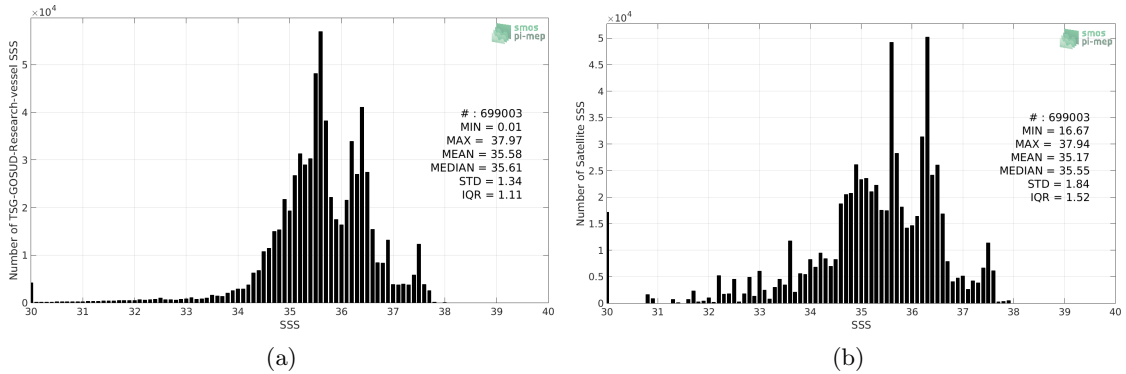 ×10⁴
smos
pi-mep
Number of TSG-GOSUD-Research-vessel SSS
5
4
3
2
1
0
# : 699003
MIN = 0.01
MAX = 37.97
MEAN = 35.58
MEDIAN = 35.61
STD = 1.34
IQR = 1.11
30 31 32 33 34 35 36 37 38 39 40
SSS
(a)
×10⁴
smos
pi-mep
Number of Satellite SSS
5
4.5
4
3.5
3
2.5
2
1.5
1
0.5
0
# : 699003
MIN = 16.67
MAX = 37.94
MEAN = 35.17
MEDIAN = 35.55
STD = 1.84
IQR = 1.52
30 31 32 33 34 35 36 37 38 39 40
SSS
(b)